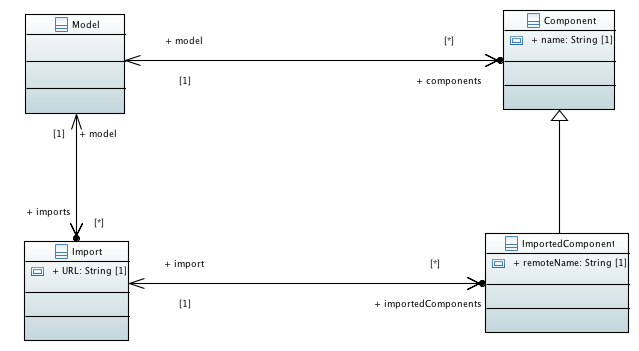 Model
Component
+ name: String [1]
+ model
[*]
[1]
+ components
[1]
+ model
+ imports
[*]
Import
+ URL: String [1]
+ import
[*]
[1]
+ importedComponents
ImportedComponent
+ remoteName: String [1]